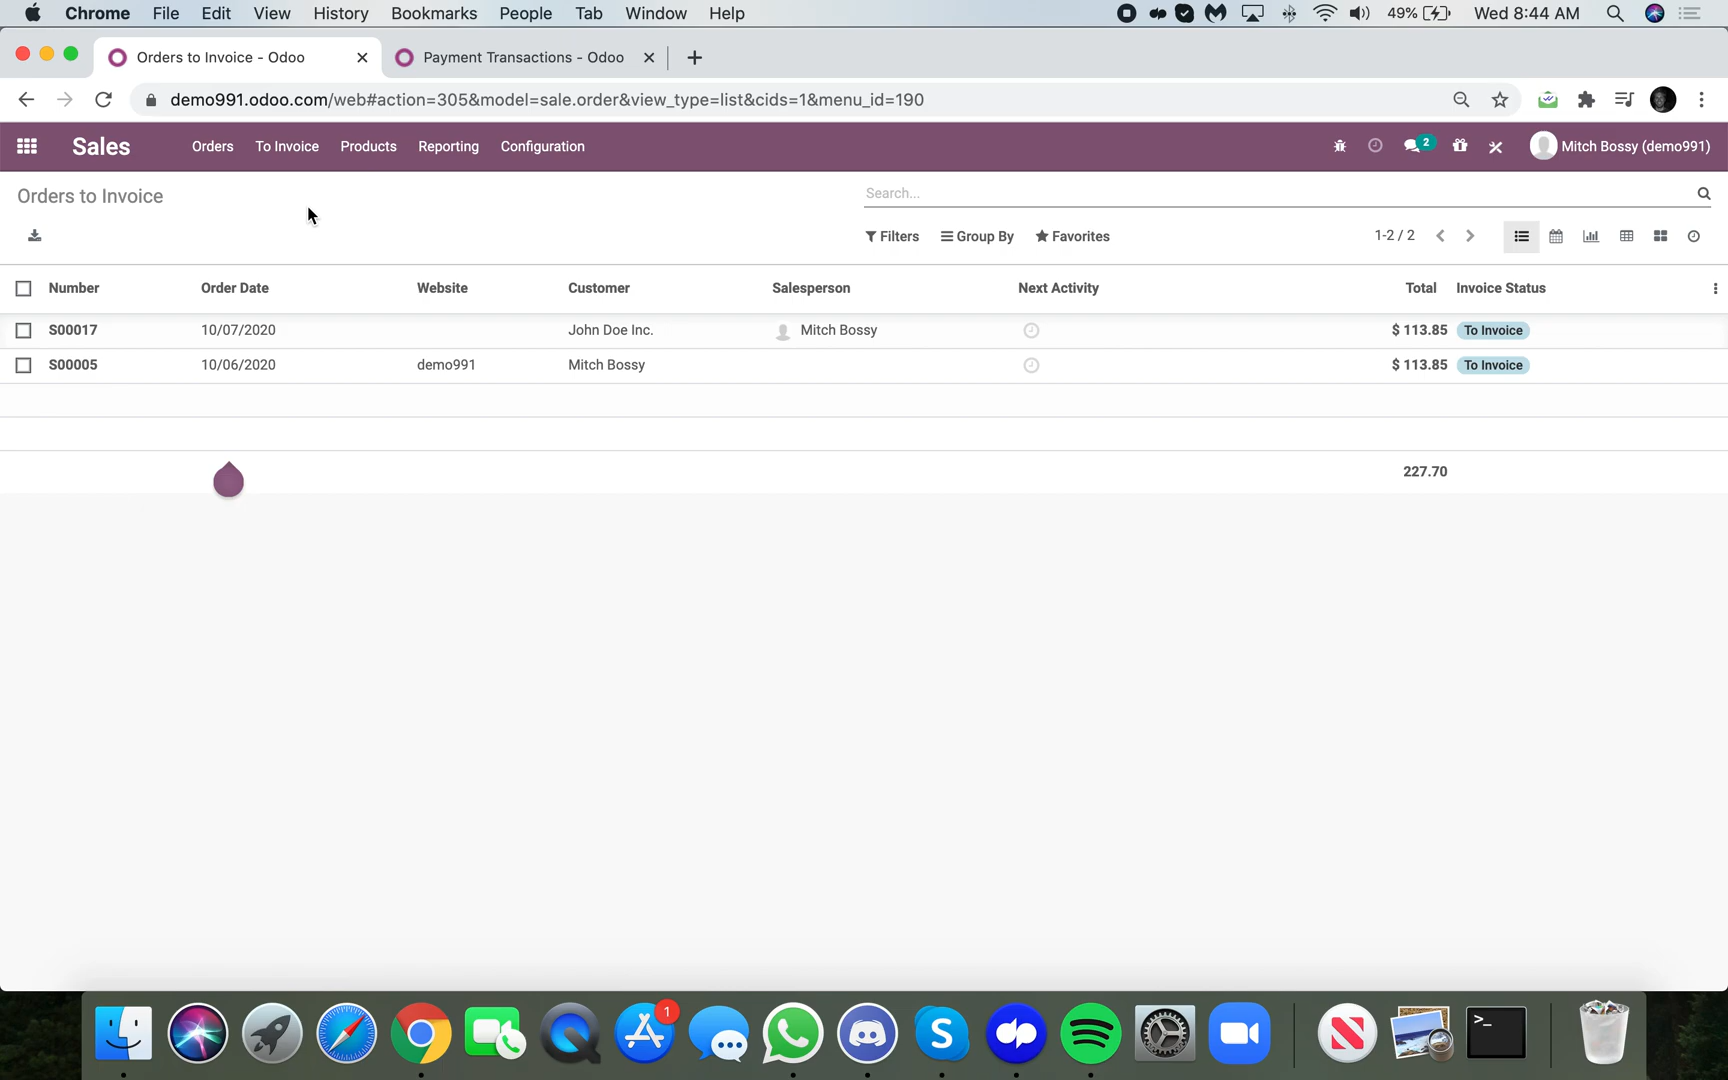 Chrome File Edit View History Bookmarks People Tab Window Help 49% Wed 8:44 AM
Orders to Invoice - Odoo Payment Transactions - Odoo
demo991.odoo.com/web#action=305&model=sale.order&view_type=list&cids=1&menu_id=190
Sales Orders To Invoice Products Reporting Configuration 2 Mitch Bossy (demo991)
Orders to Invoice Search...
Filters Group By Favorites 1-2 / 2
Number Order Date Website Customer Salesperson Next Activity Total Invoice Status
S00017 10/07/2020 John Doe Inc. Mitch Bossy $ 113.85 To Invoice
S00005 10/06/2020 demo991 Mitch Bossy $ 113.85 To Invoice
227.70
1
S
>_